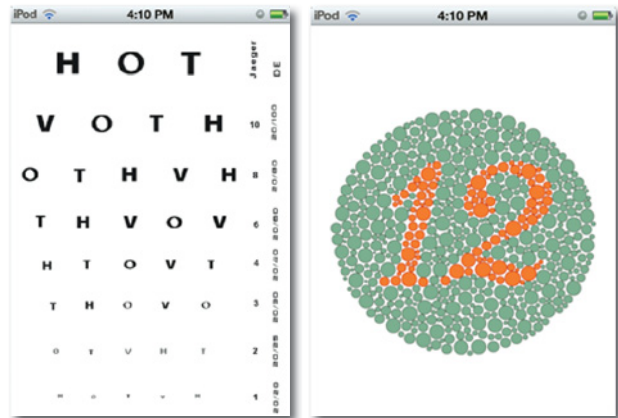 iPod 4:10 PM
H O T Jaeger
V O T H 10
O T H V H 8
T H V O V 6
H T O V T 4
T H O V O 3
O T V H T 2
1
iPod 4:10 PM
12